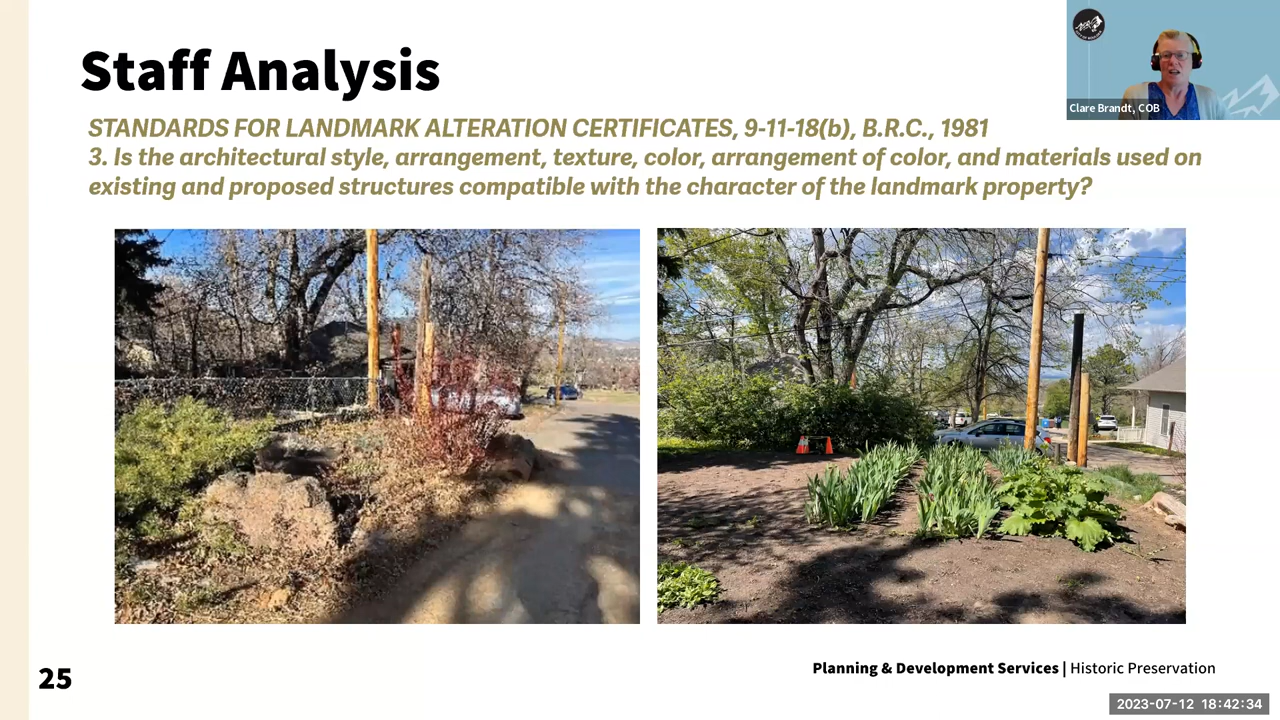 Staff Analysis
STANDARDS FOR LANDMARK ALTERATION CERTIFICATES, 9-11-18(b), B.R.C., 1981
3. Is the architectural style, arrangement, texture, color, arrangement of color, and materials used on
existing and proposed structures compatible with the character of the landmark property?
Clare Brandt, COB
25
Planning & Development Services | Historic Preservation
2023-07-12 18:42:34